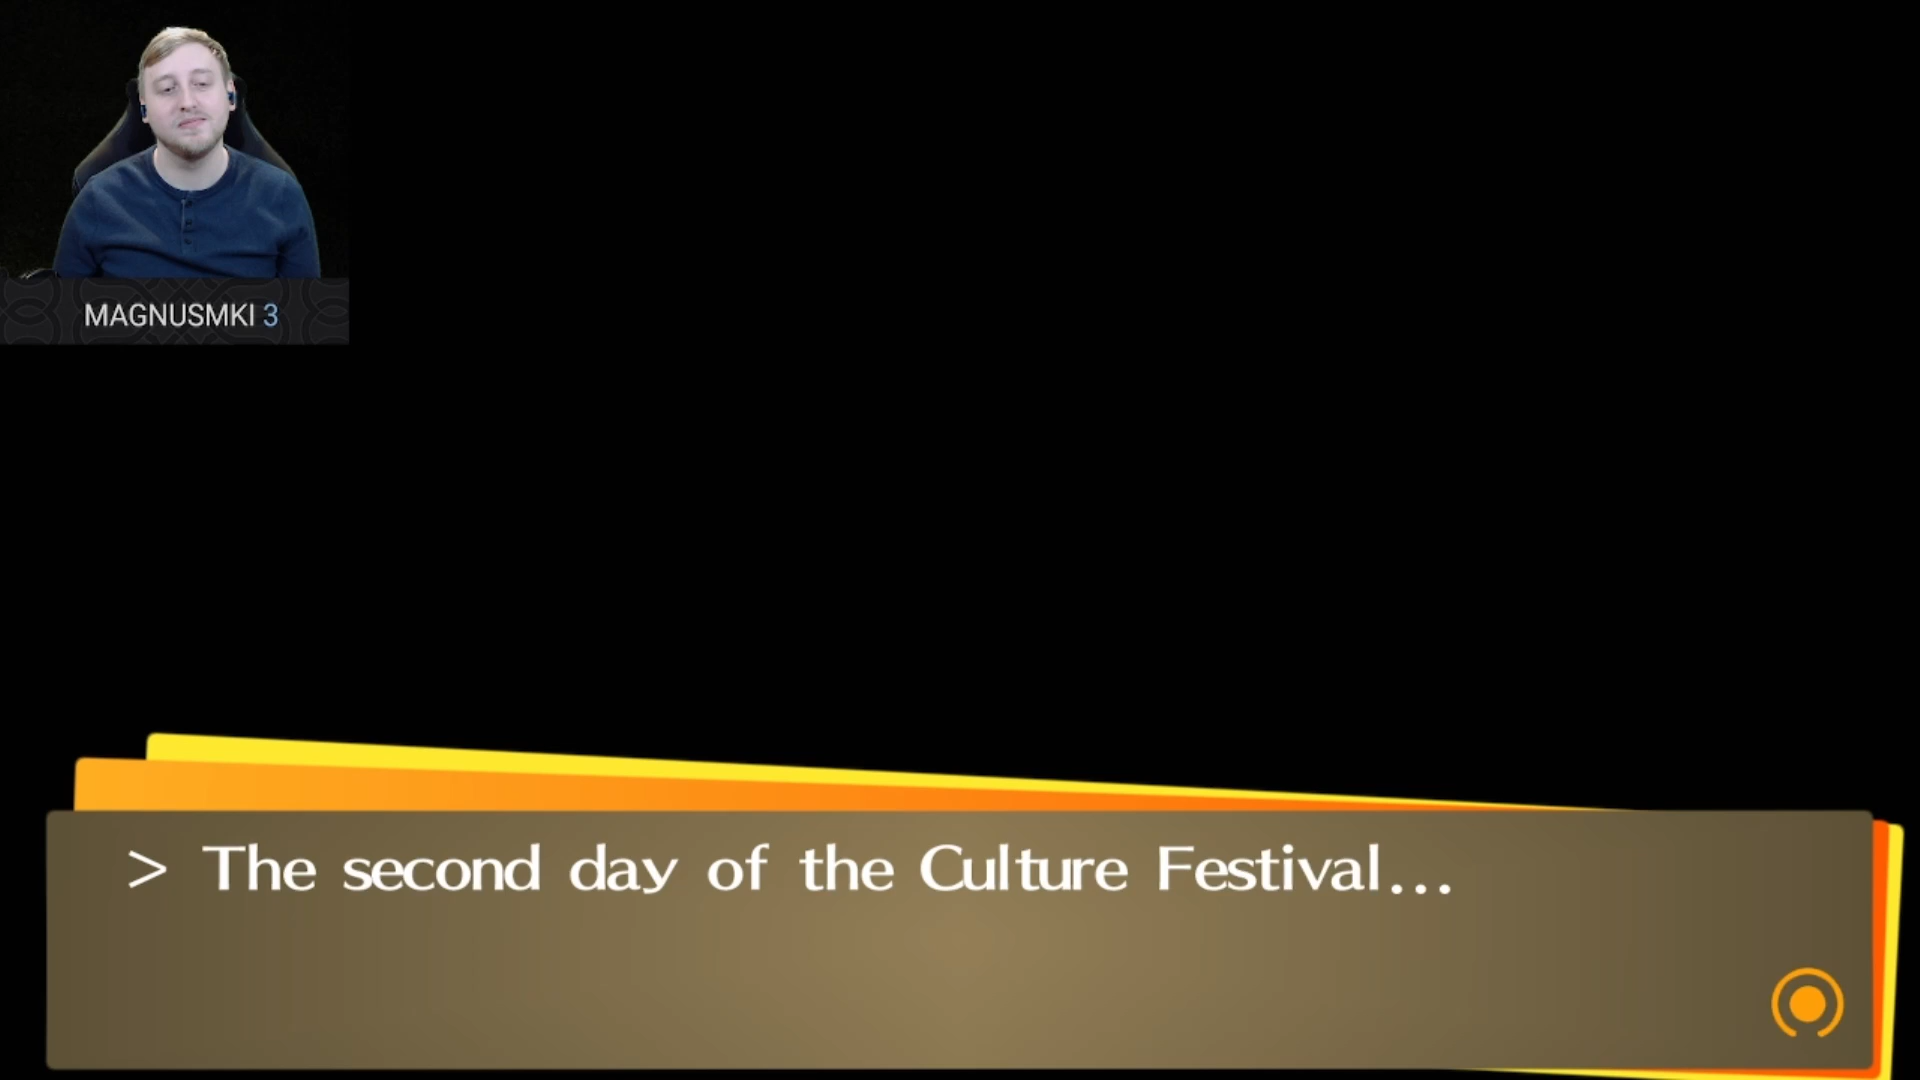 MAGNUSMKI 3
> The second day of the Culture Festival...